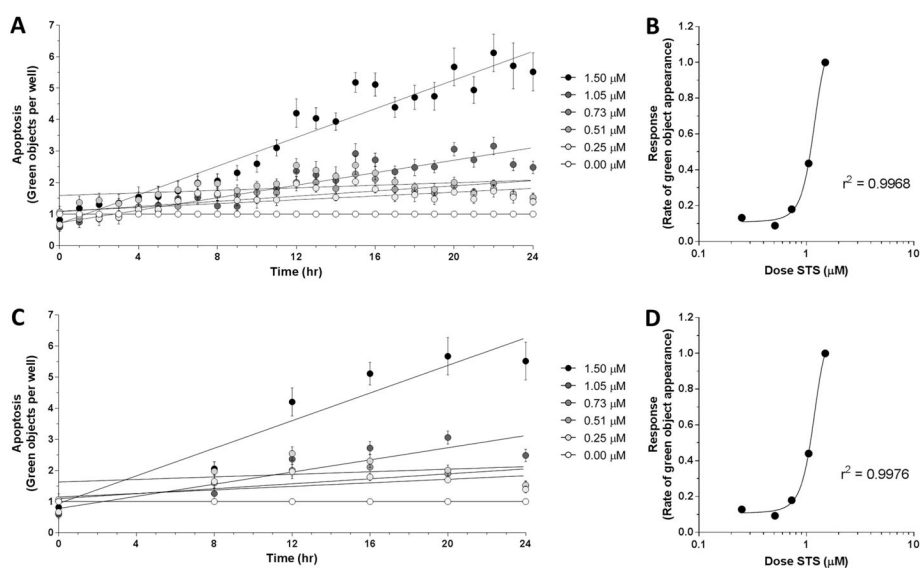 A
Apoptosis
(Green objects per well)
7
6
5
4
3
2
1
0
0 2 4 6 8 10 12 14 16 18 20 22 24
Time (hr)
1.50 μM
1.05 μM
0.73 μM
0.51 μM
0.25 μM
0.00 μM
B
Response
(Rate of green object appearance)
1.2
1.0
0.8
0.6
0.4
0.2
0.0
0.1 1 10
Dose STS (μM)
r² = 0.9968
C
Apoptosis
(Green objects per well)
7
6
5
4
3
2
1
0
0 4 8 12 16 20 24
Time (hr)
1.50 μM
1.05 μM
0.73 μM
0.51 μM
0.25 μM
0.00 μM
D
Response
(Rate of green object appearance)
1.2
1.0
0.8
0.6
0.4
0.2
0.0
0.1 1 10
Dose STS (μM)
r² = 0.9976